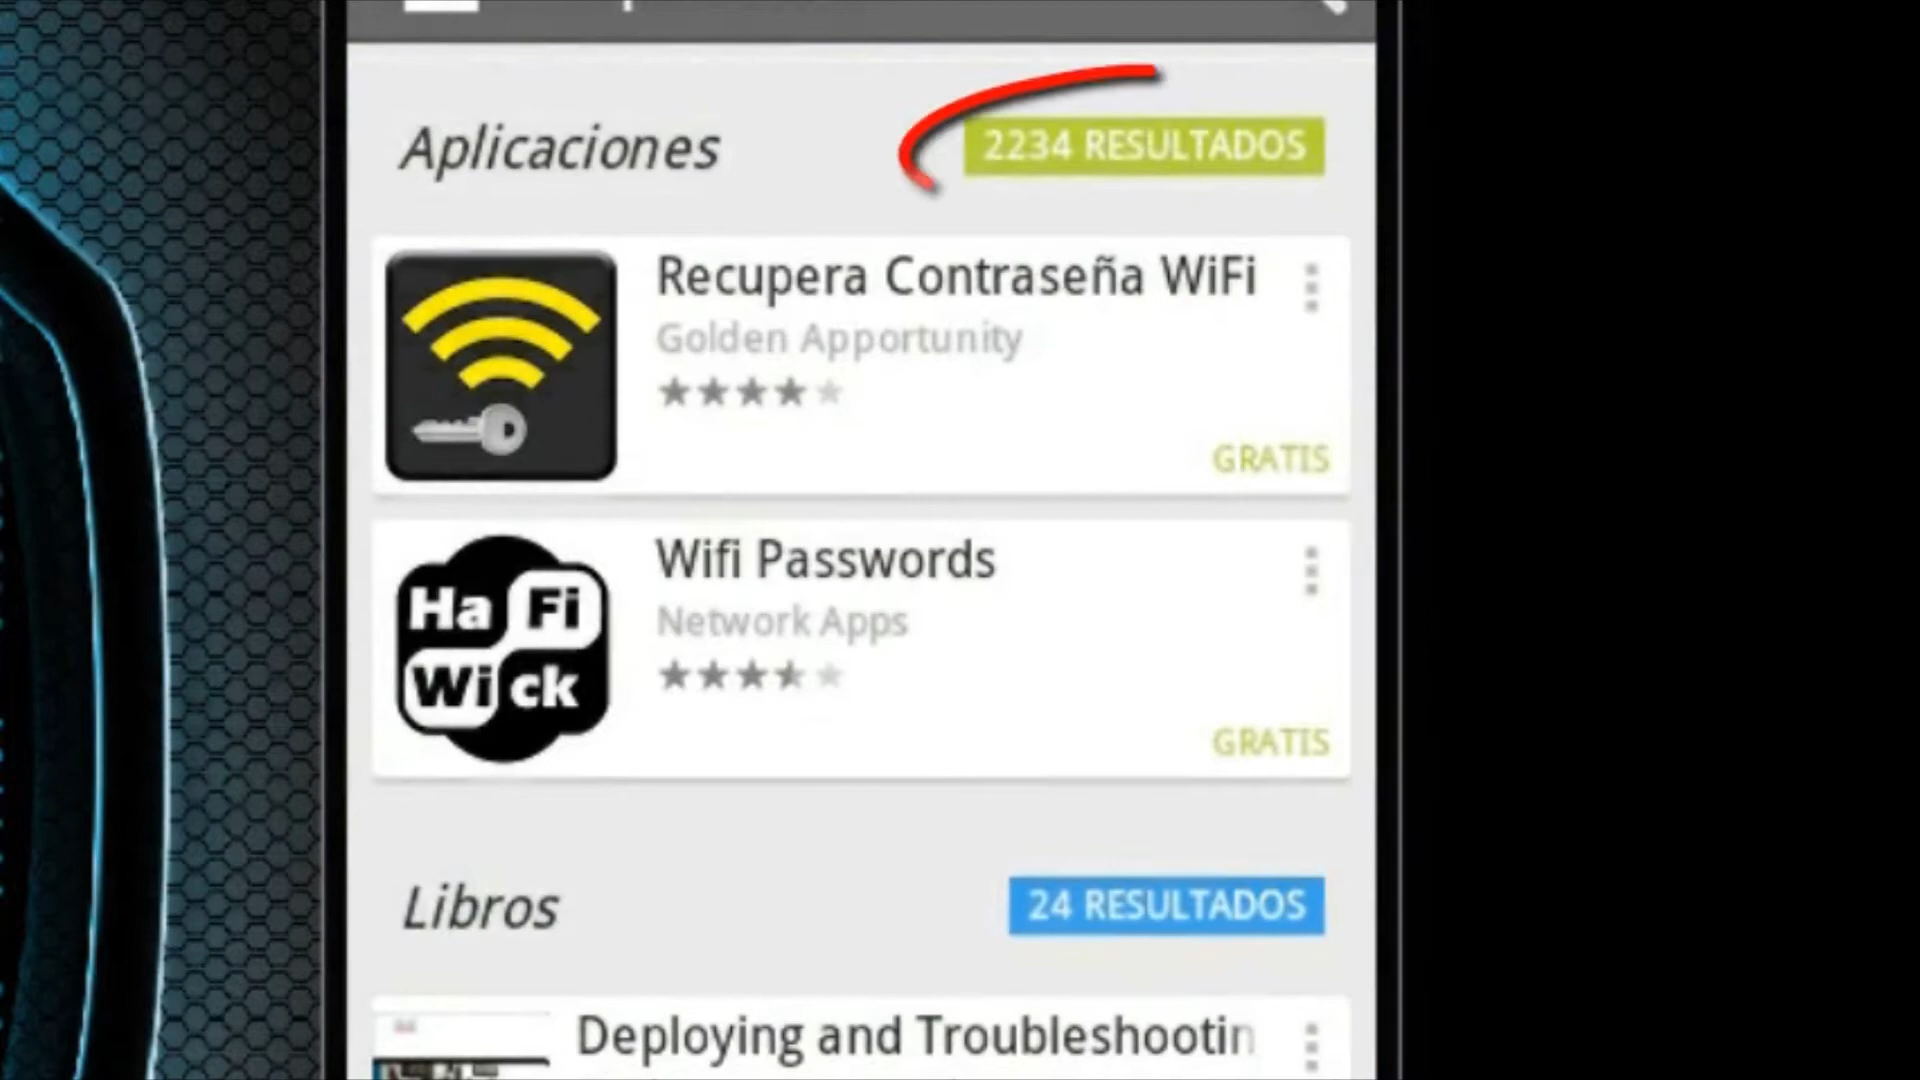 Aplicaciones
2234 RESULTADOS
Recupera Contraseña WiFi
Golden Apportunity
GRATIS
Ha Fi
Wi ck
Wifi Passwords
Network Apps
GRATIS
Libros
24 RESULTADOS
Deploying and Troubleshootin